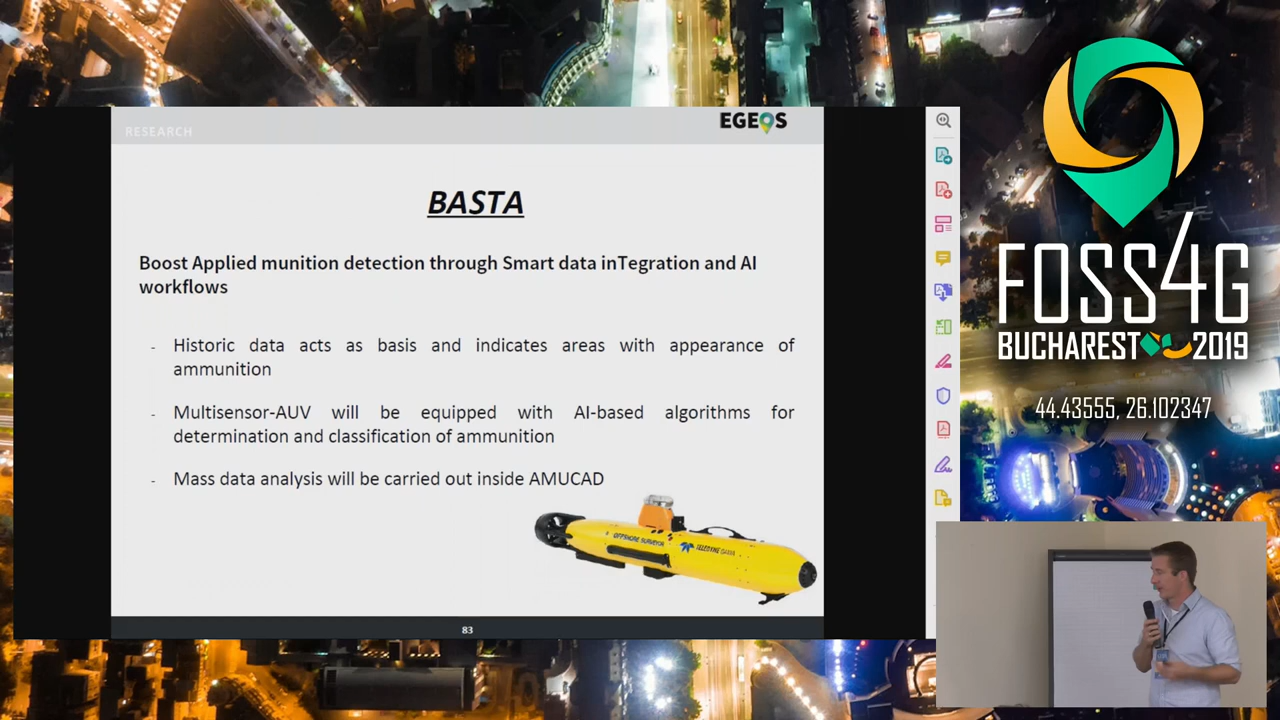 RESEARCH
EGEOS
BASTA
Boost Applied munition detection through Smart data inTegration and AI
workflows
- Historic data acts as basis and indicates areas with appearance of
ammunition
- Multisensor-AUV will be equipped with AI-based algorithms for
determination and classification of ammunition
- Mass data analysis will be carried out inside AMUCAD
OFFSHORE SURVEYOR
TELEDYNE GAVIA
83
FOSS4G
BUCHAREST 2019
44.43555, 26.102347